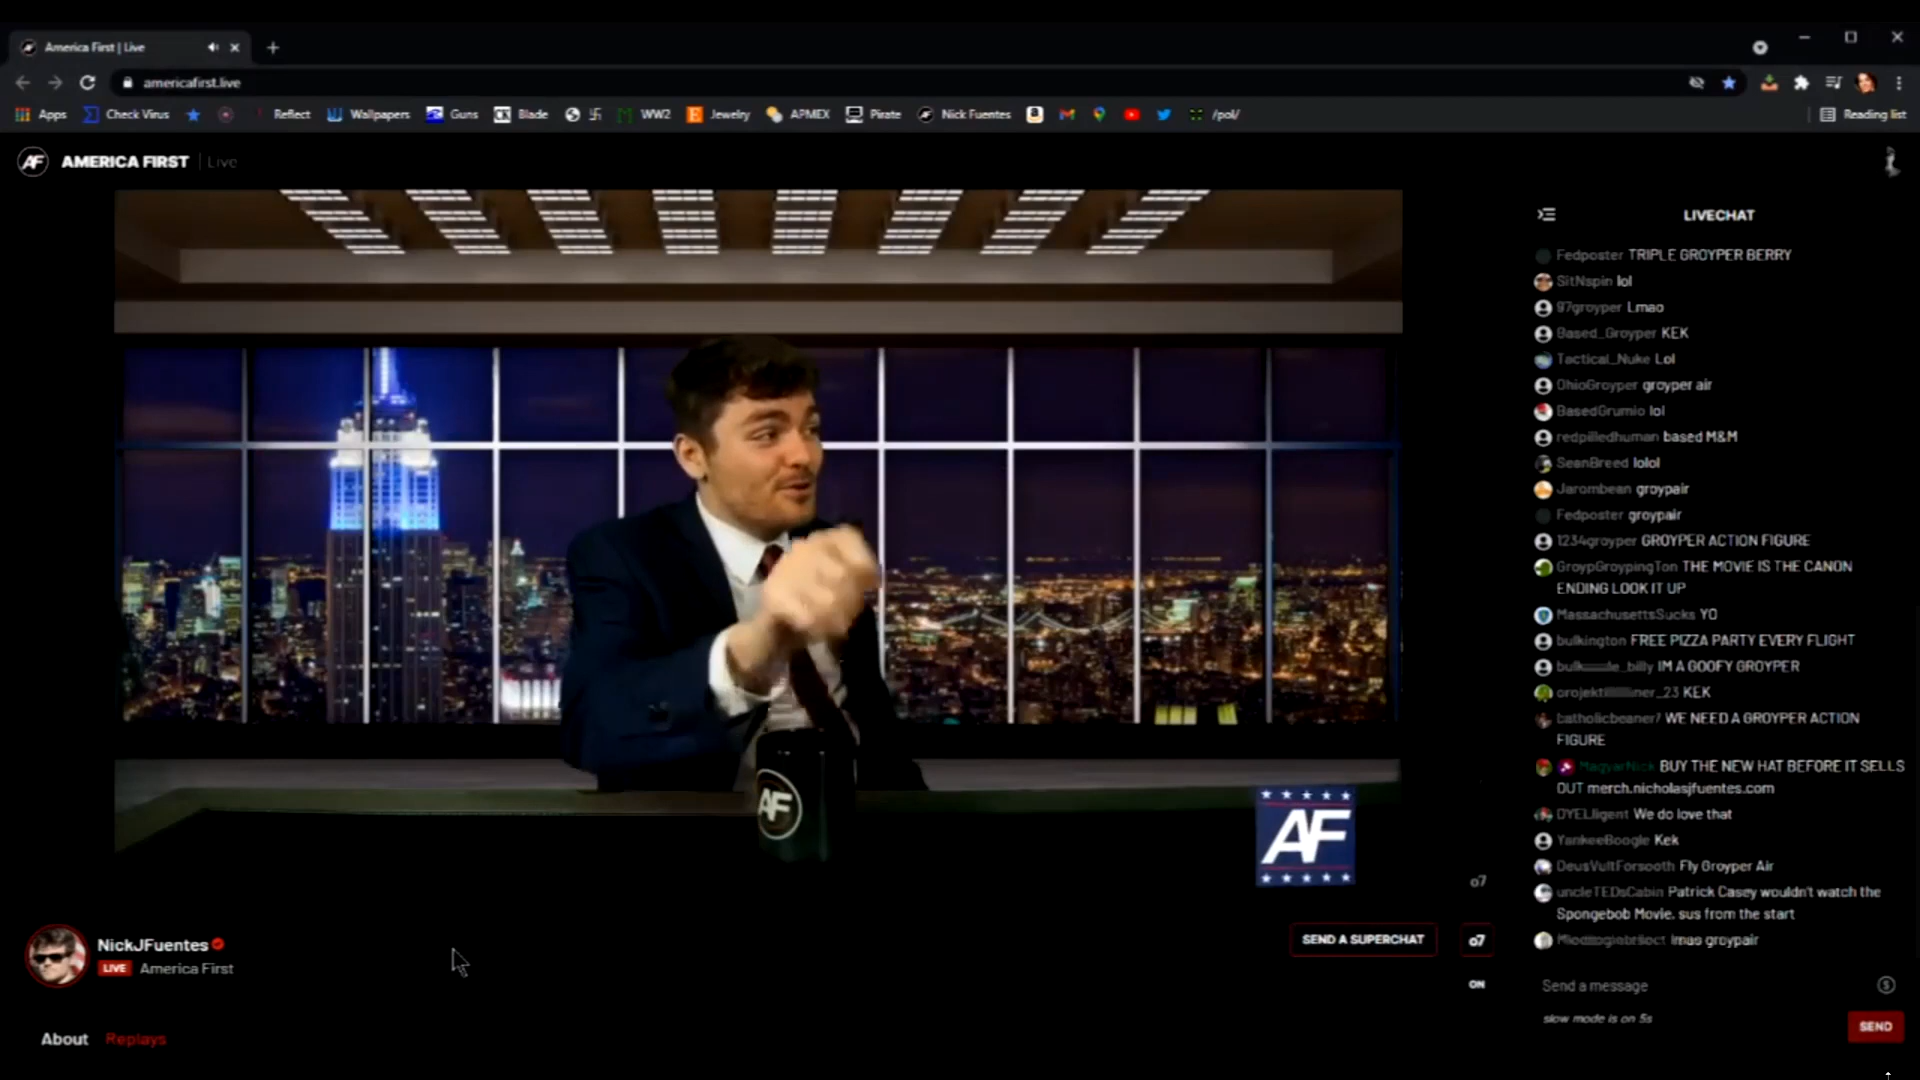 America First | Live
americafirst.live
Apps Check Virus Reflect Wallpapers Guns CK Blade 卐 WW2 E Jewelry APMEX Pirate Nick Fuentes /pol/ Reading list
AF AMERICA FIRST | Live
LIVECHAT
Fedposter TRIPLE GROYPER BERRY
SitNspin lol
97groyper Lmao
Based_Groyper KEK
Tactical_Nuke Lol
OhioGroyper groyper air
BasedGrumio lol
redpilledhuman based M&M
SeanBreed lolol
Jarombean groypair
Fedposter groypair
1234groyper GROYPER ACTION FIGURE
GroypGroypingTon THE MOVIE IS THE CANON
ENDING LOOK IT UP
MassachusettsSucks YO
bulkington FREE PIZZA PARTY EVERY FLIGHT
IM A GOOFY GROYPER
KEK
catholicbeaner7 WE NEED A GROYPER ACTION
FIGURE
MagyarNick BUY THE NEW HAT BEFORE IT SELLS
OUT merch.nicholasjfuentes.com
DYELligent We do love that
YankeeBoogle Kek
DeusVultForsooth Fly Groyper Air
uncleTEDsCabin Patrick Casey wouldn't watch the
Spongebob Movie, sus from the start
lmao groypair
AF
AF
o7
NickJFuentes
LIVE America First
SEND A SUPERCHAT o7
ON
Send a message
slow mode is on 5s
SEND
About Replays